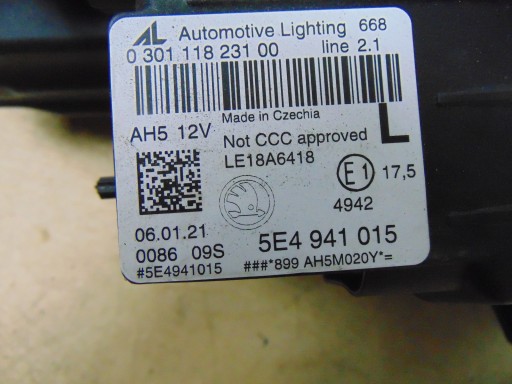 AL Automotive Lighting 668
0 301 118 231 00 line 2.1
Made in Czechia
AH5 12V Not CCC approved L
LE18A6418
E1 17,5
4942
06.01.21 5E4 941 015
0086 09S
#5E4941015 ###*899 AH5M020Y*=